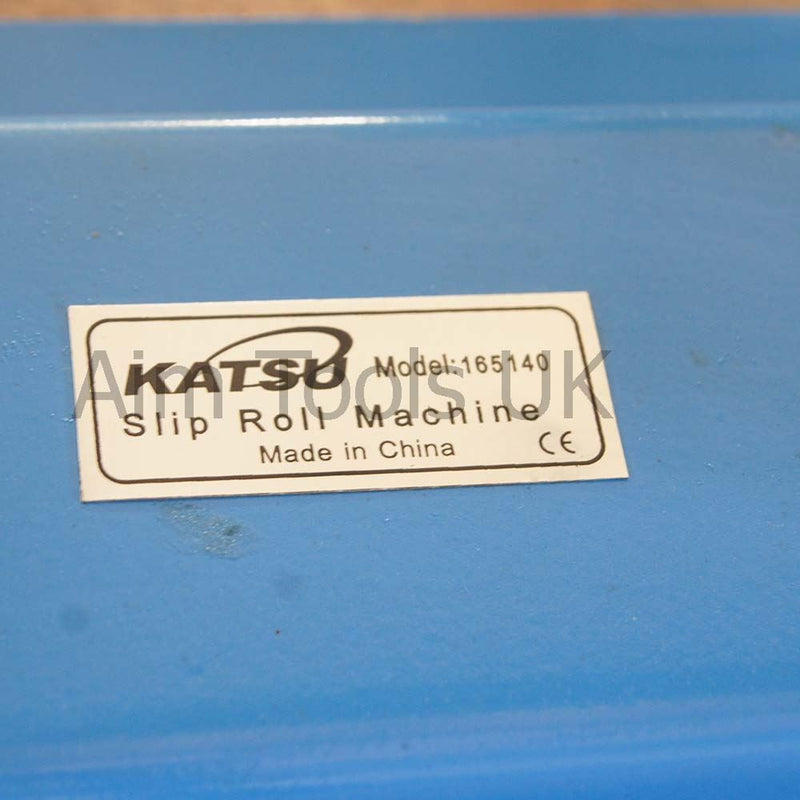 KATSU Model:165140
Slip Roll Machine
Made in China
CE
Aim Tools UK